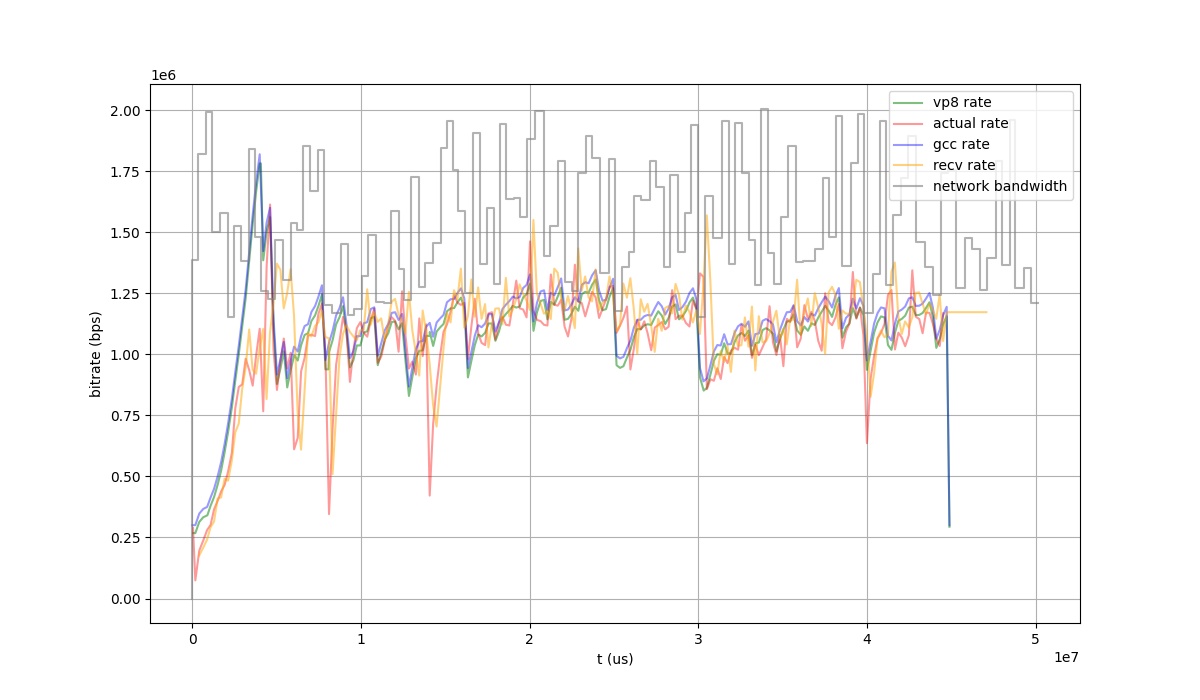 1e6
2.00
1.75
1.50
1.25
1.00
0.75
0.50
0.25
0.00
bitrate (bps)
vp8 rate
actual rate
gcc rate
recv rate
network bandwidth
0 1 2 3 4 5
t (us)
1e7